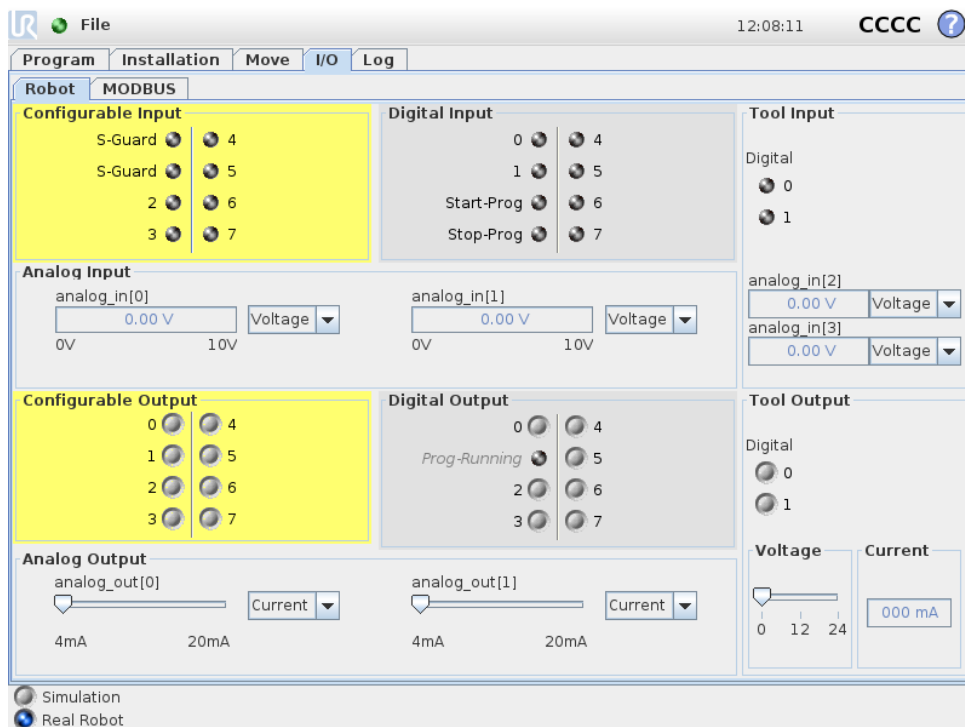 UR File 12:08:11 CCCC ?
Program Installation Move I/O Log
Robot MODBUS
Configurable Input
S-Guard 4
S-Guard 5
2 6
3 7
Digital Input
0 4
1 5
Start-Prog 6
Stop-Prog 7
Tool Input
Digital
0
1
analog_in[2]
0.00 V Voltage
analog_in[3]
0.00 V Voltage
Analog Input
analog_in[0]
0.00 V Voltage
0V 10V
analog_in[1]
0.00 V Voltage
0V 10V
Configurable Output
0 4
1 5
2 6
3 7
Digital Output
0 4
Prog-Running 5
2 6
3 7
Tool Output
Digital
0
1
Voltage
0 12 24
Current
000 mA
Analog Output
analog_out[0]
Current
4mA 20mA
analog_out[1]
Current
4mA 20mA
Simulation
Real Robot